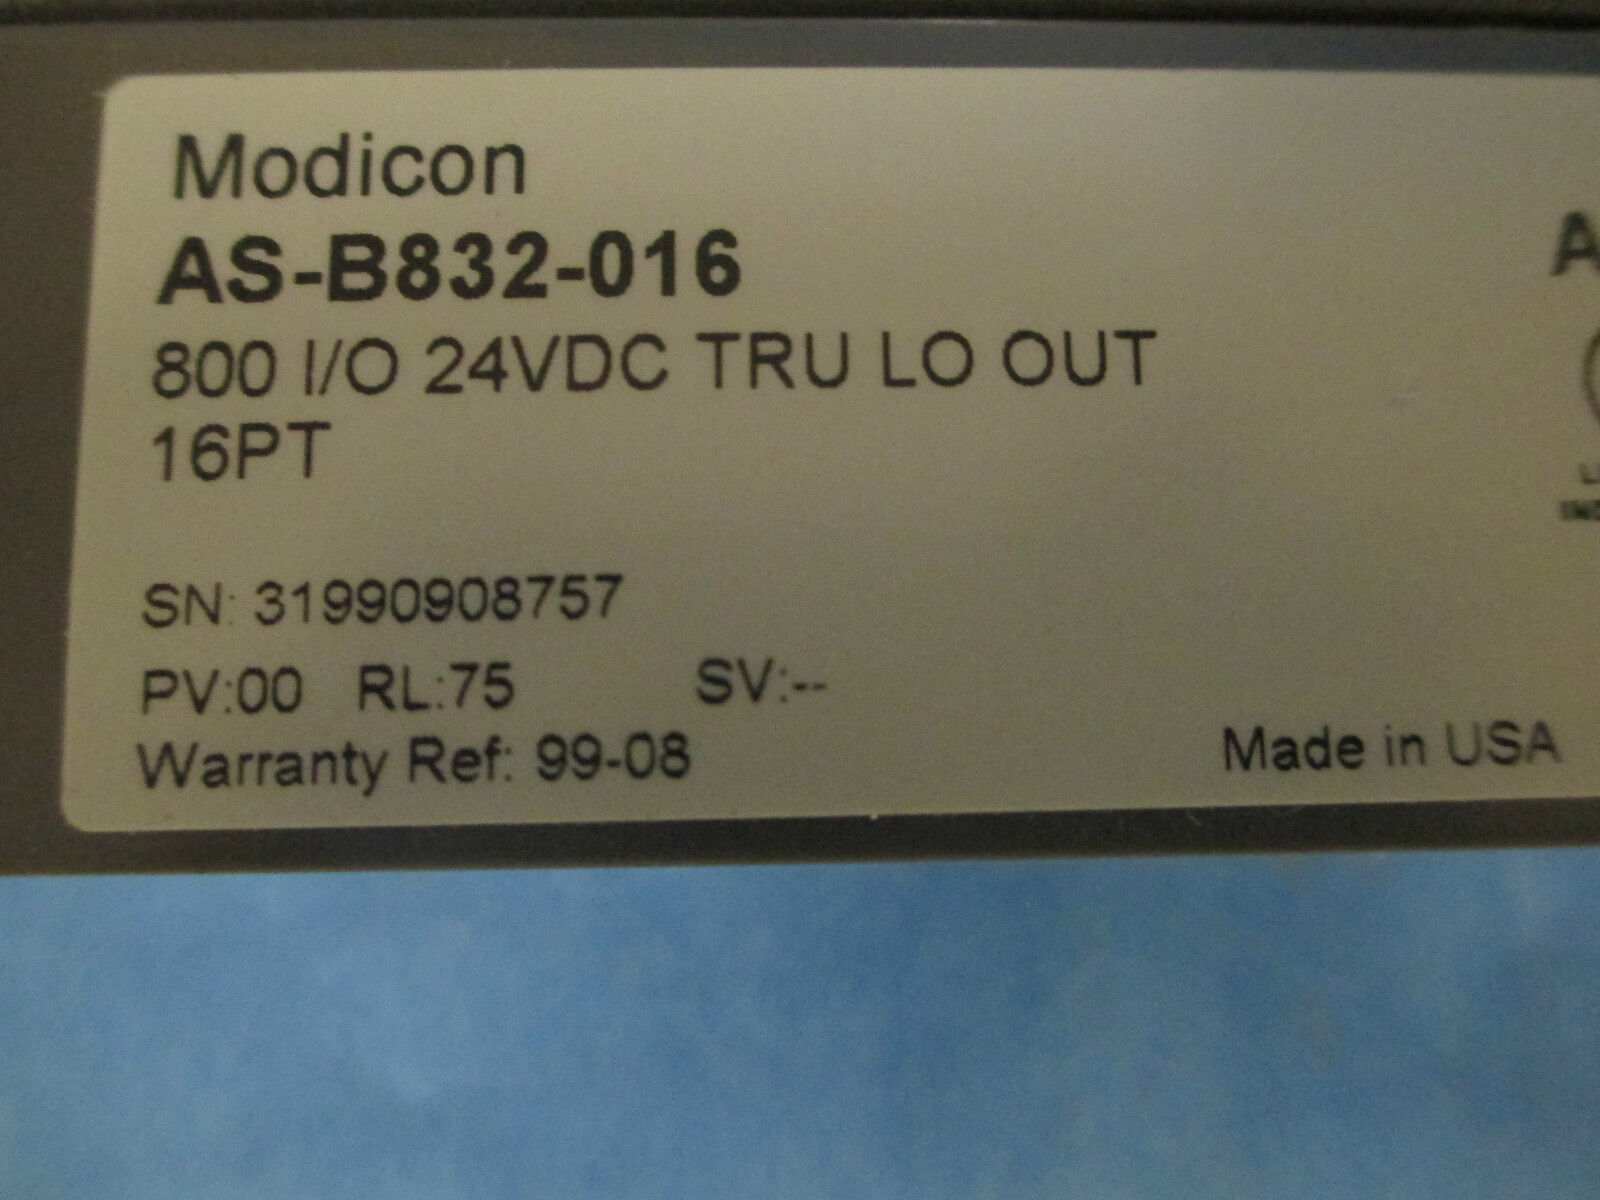 Modicon
AS-B832-016
800 I/O 24VDC TRU LO OUT
16PT
SN: 31990908757
PV:00 RL:75 SV:--
Warranty Ref: 99-08
Made in USA